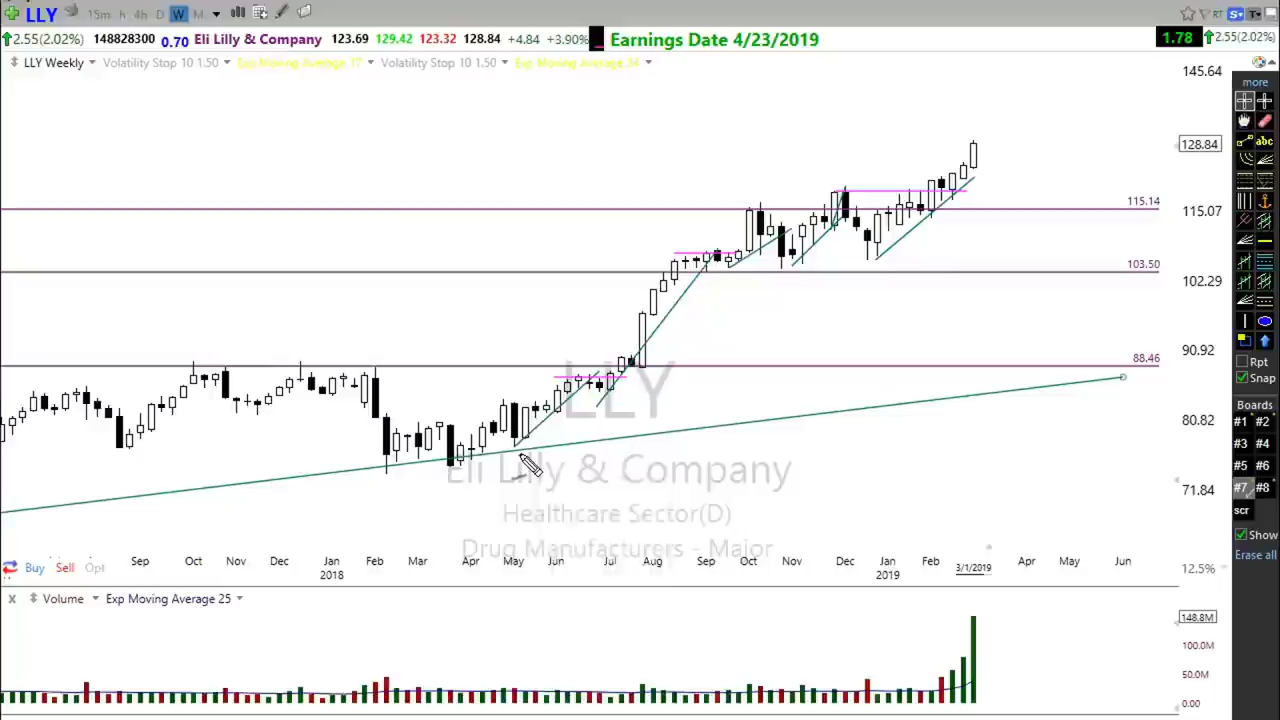 LLY 15m h 4h D W M
2.55(2.02%) 148828300 0.70 Eli Lilly & Company 123.69 129.42 123.32 128.84 +4.84 +3.90% Earnings Date 4/23/2019 1.78 2.55(2.02%)
LLY Weekly Volatility Stop 10 1.50 Exp Moving Average 17 Volatility Stop 10 1.50 Exp Moving Average 34
RT S T
more
abc
145.64
128.84
115.14
115.07
103.50
102.29
88.46
90.92
80.82
71.84
LLY
Eli Lilly & Company
Healthcare Sector(D)
Drug Manufacturers - Major
Rpt
Snap
Boards
#1 #2
#3 #4
#5 #6
#7 #8
scr
Show
Erase all
Sep Oct Nov Dec Jan Feb Mar Apr May Jun Jul Aug Sep Oct Nov Dec Jan Feb 3/1/2019 Apr May Jun
2018 2019
Buy Sell Opt
12.5%
X Volume Exp Moving Average 25
148.8M
100.0M
50.0M
0.00